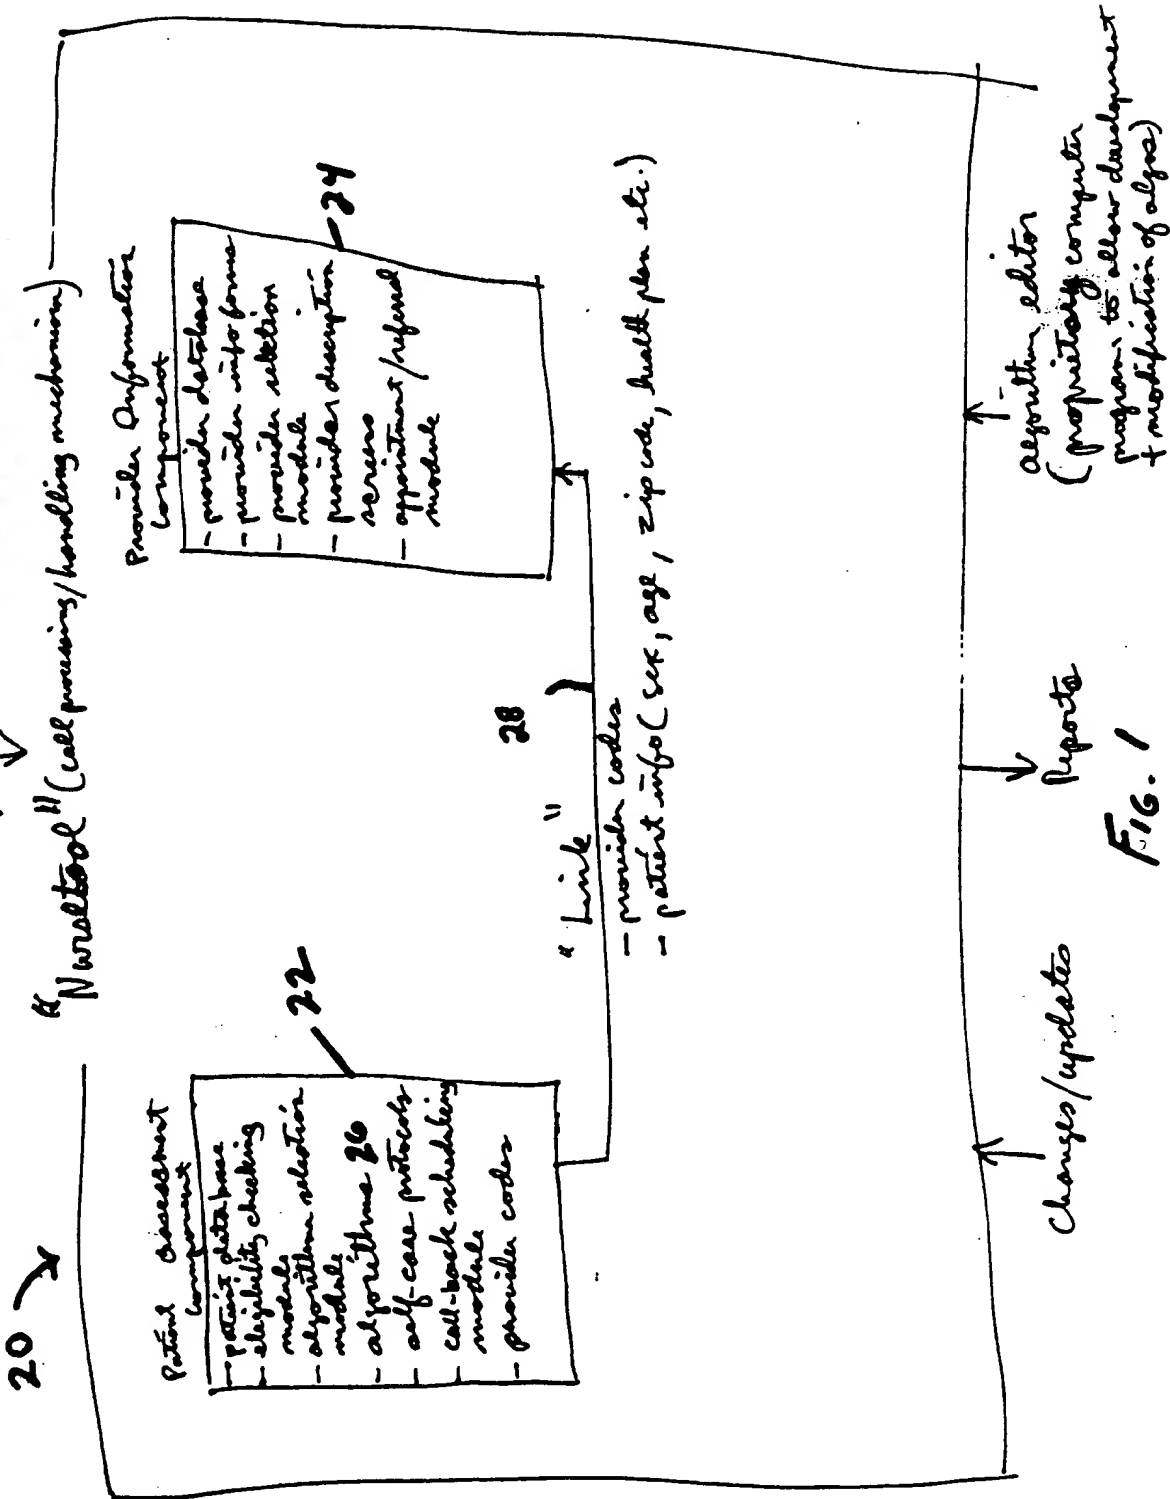 20
"Nursetool" (call processing/handling mechanism)
Patient assessment
component
- patient database
- eligibility checking
module
- algorithm selection
module
- algorithms 26
- self-care protocols
- call-back scheduling
module
- provider codes
22
Provider Information
component
- provider database
- provider info forms
- provider selection
module
- provider description
screens
- appointment/referral
module
24
28
"Link"
- provider codes
- patient info (sex, age, zip code, health plan etc.)
Changes/updates
Reports
algorithm editor
(proprietary computer
program to allow development
+ modification of algos)
FIG. 1